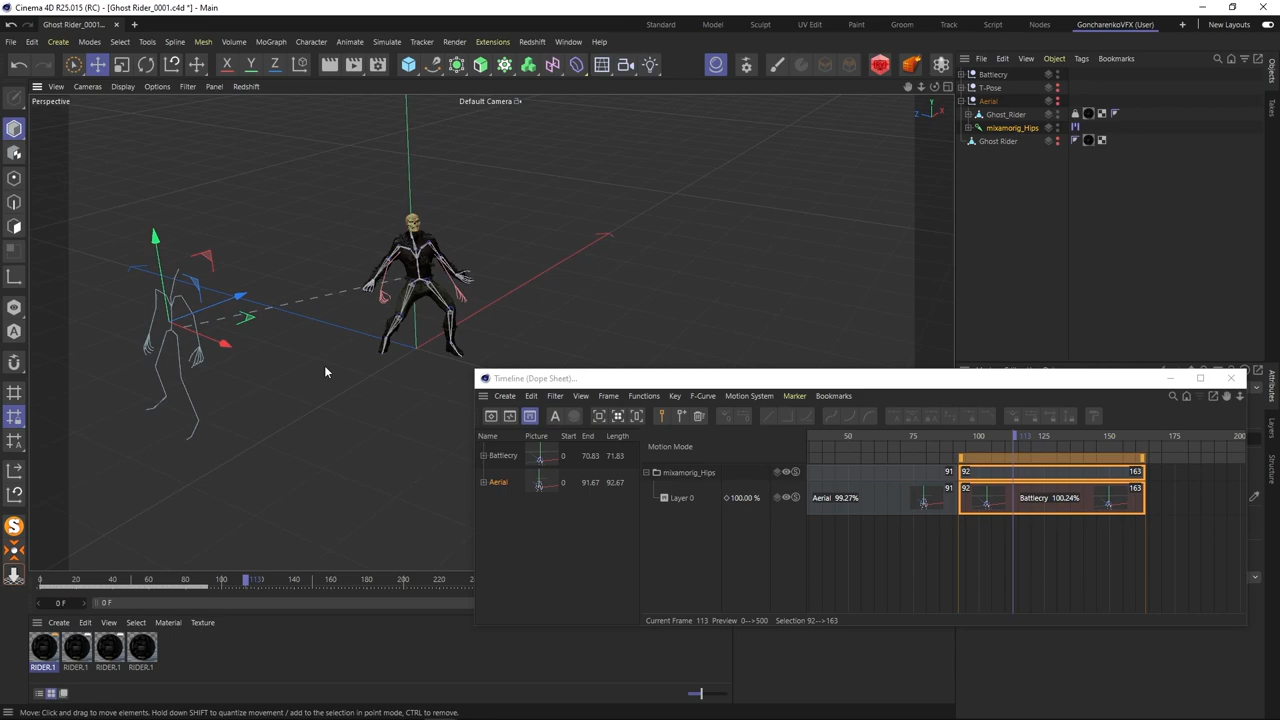 Cinema 4D R25.015 (RC) - [Ghost Rider_0001.c4d *] - Main
Ghost Rider_0001...
Standard Model Sculpt UV Edit Paint Groom Track Script Nodes GoncharenkoVFX (User) New Layouts
File Edit Create Modes Select Tools Spline Mesh Volume MoGraph Character Animate Simulate Tracker Render Extensions Redshift Window Help
X Y Z
File Edit View Object Tags Bookmarks
View Cameras Display Options Filter Panel Redshift
Perspective
Default Camera
Y
Z X
Battlecry
T-Pose
Aerial
Ghost_Rider
mixamorig_Hips
Ghost Rider
Objects
Takes
Attributes
Layers
Structure
Timeline (Dope Sheet)...
Create Edit Filter View Frame Functions Key F-Curve Motion System Marker Bookmarks
Name Picture Start End Length
Motion Mode
50 75 100 113 125 150 175 200
Battlecry 0 70.83 71.83
Aerial 0 91.67 92.67
mixamorig_Hips
91 92 163
Layer 0 100.00 %
91 92 163
Aerial 99.27%
Battlecry 100.24%
Current Frame 113 Preview 0-->500 Selection 92-->163
0 20 40 60 80 100 113 140 160 180 200 220
0 F
0 F
Create Edit View Select Material Texture
RIDER.1 RIDER.1 RIDER.1 RIDER.1
Move: Click and drag to move elements. Hold down SHIFT to quantize movement / add to the selection in point mode, CTRL to remove.